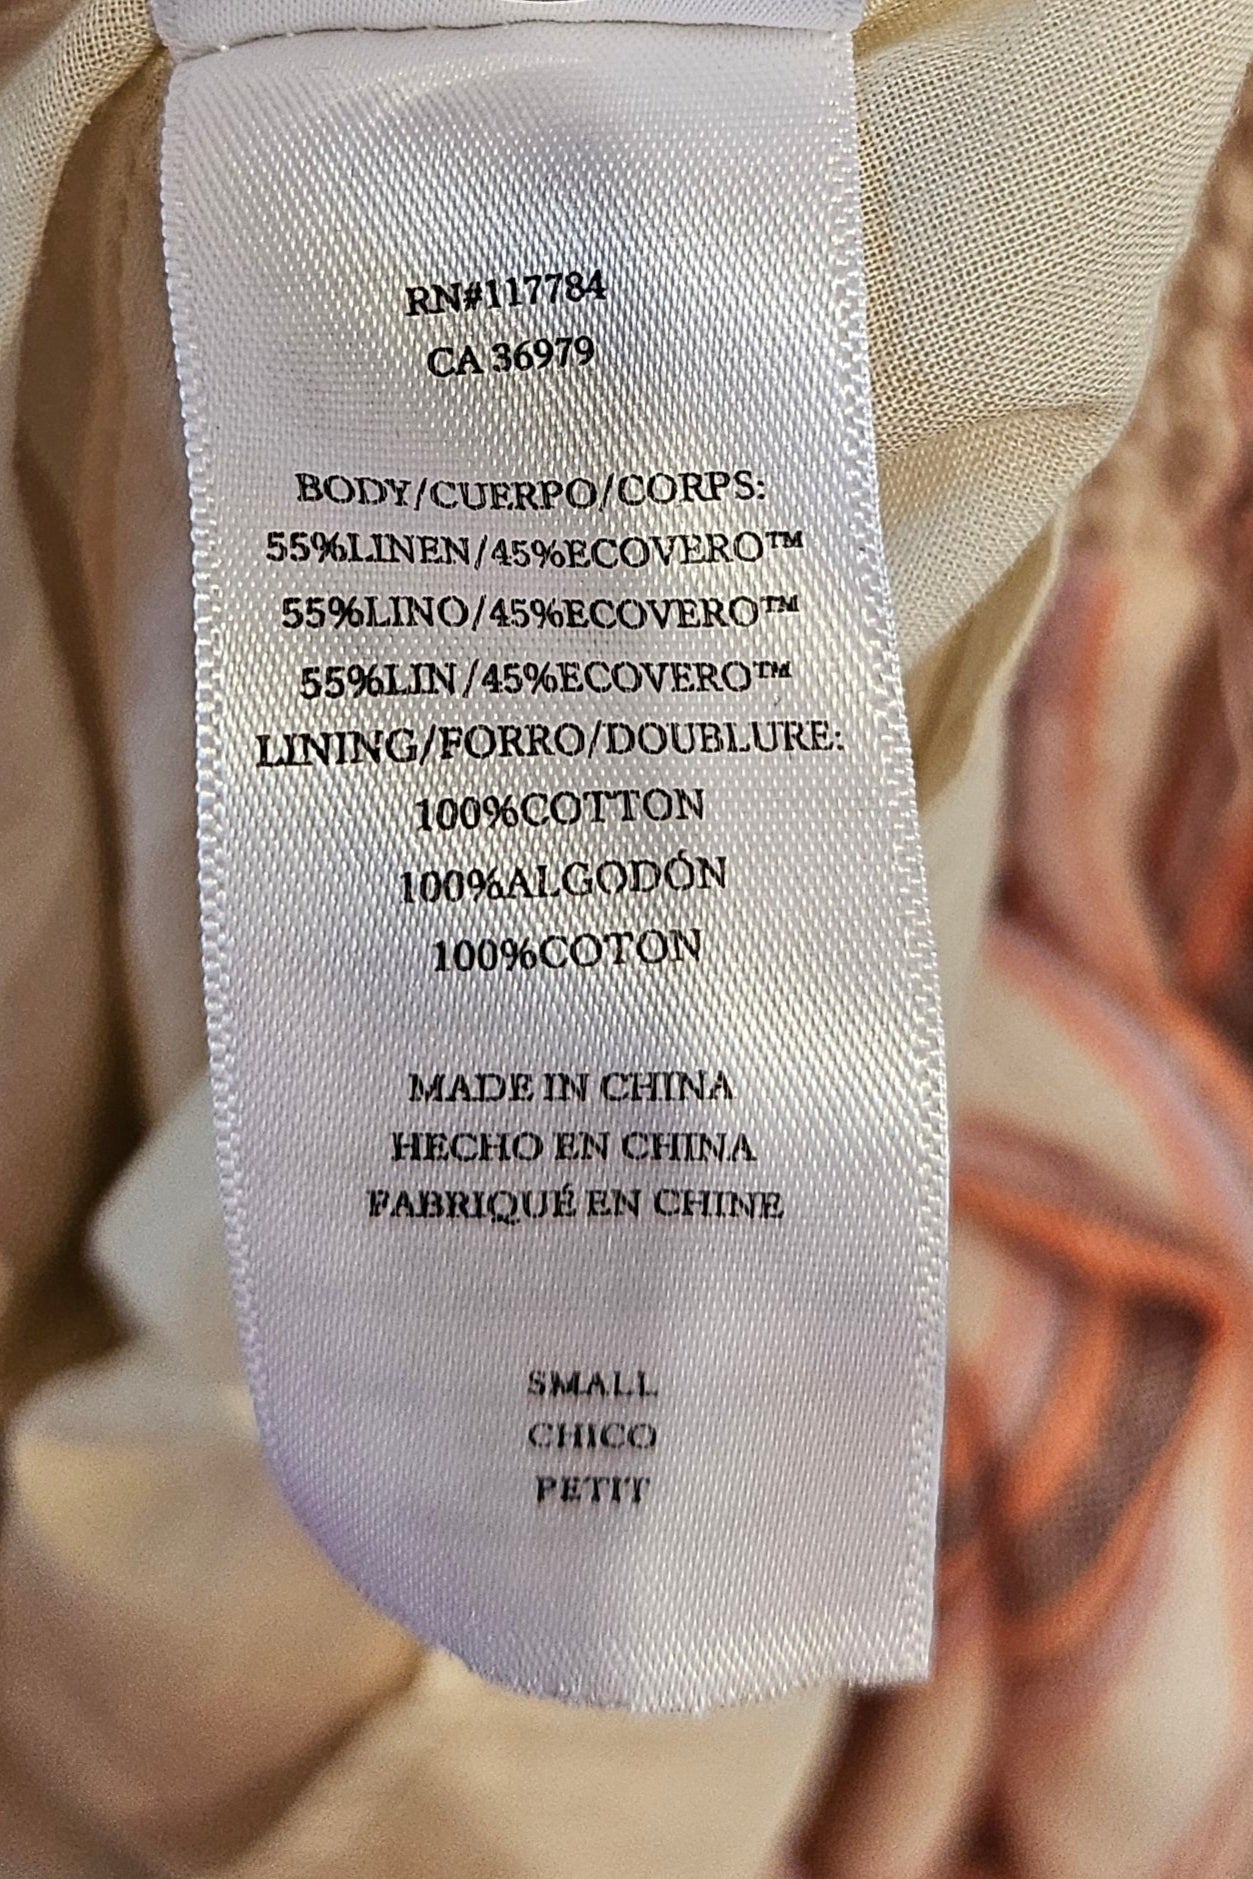 RN#117784
CA 36979
BODY/CUERPO/CORPS:
55%LINEN/45%ECOVERO™
55%LINO/45%ECOVERO™
55%LIN/45%ECOVERO™
LINING/FORRO/DOUBLURE:
100%COTTON
100%ALGODÓN
100%COTON
MADE IN CHINA
HECHO EN CHINA
FABRIQUÉ EN CHINE
SMALL
CHICO
PETIT